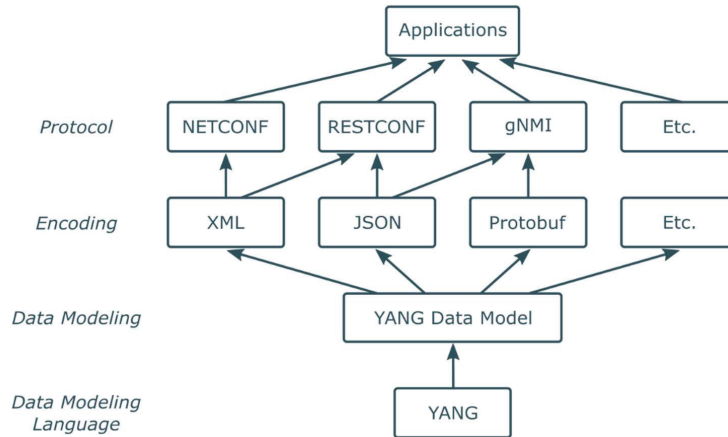 Applications
Protocol NETCONF RESTCONF gNMI Etc.
Encoding XML JSON Protobuf Etc.
Data Modeling YANG Data Model
Data Modeling
Language YANG